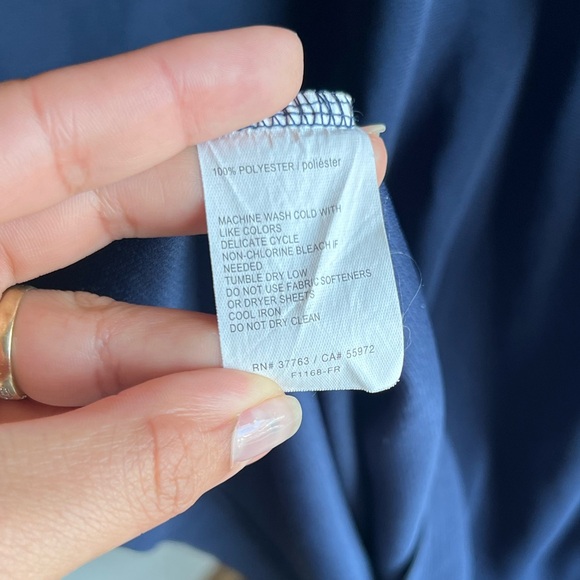 100% POLYESTER / poliéster
MACHINE WASH COLD WITH
LIKE COLORS
DELICATE CYCLE
NON-CHLORINE BLEACH IF
NEEDED
TUMBLE DRY LOW
DO NOT USE FABRIC SOFTENERS
OR DRYER SHEETS
COOL IRON
DO NOT DRY CLEAN
RN# 37763 / CA# 55972
F1168-FR